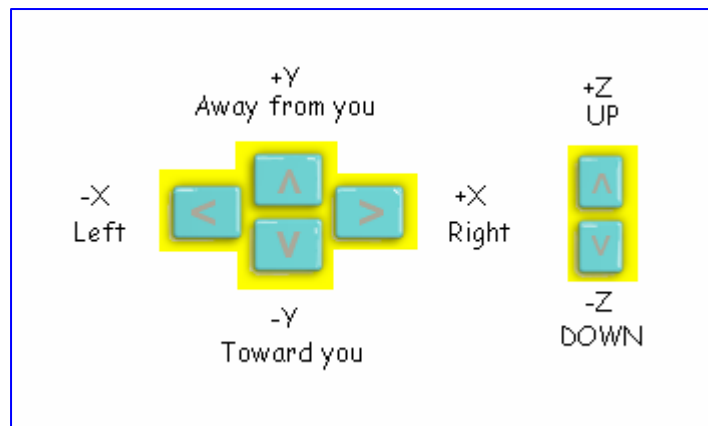 +Y
Away from you
-X
Left
<
^
v
>
+X
Right
-Y
Toward you
+Z
UP
^
v
-Z
DOWN